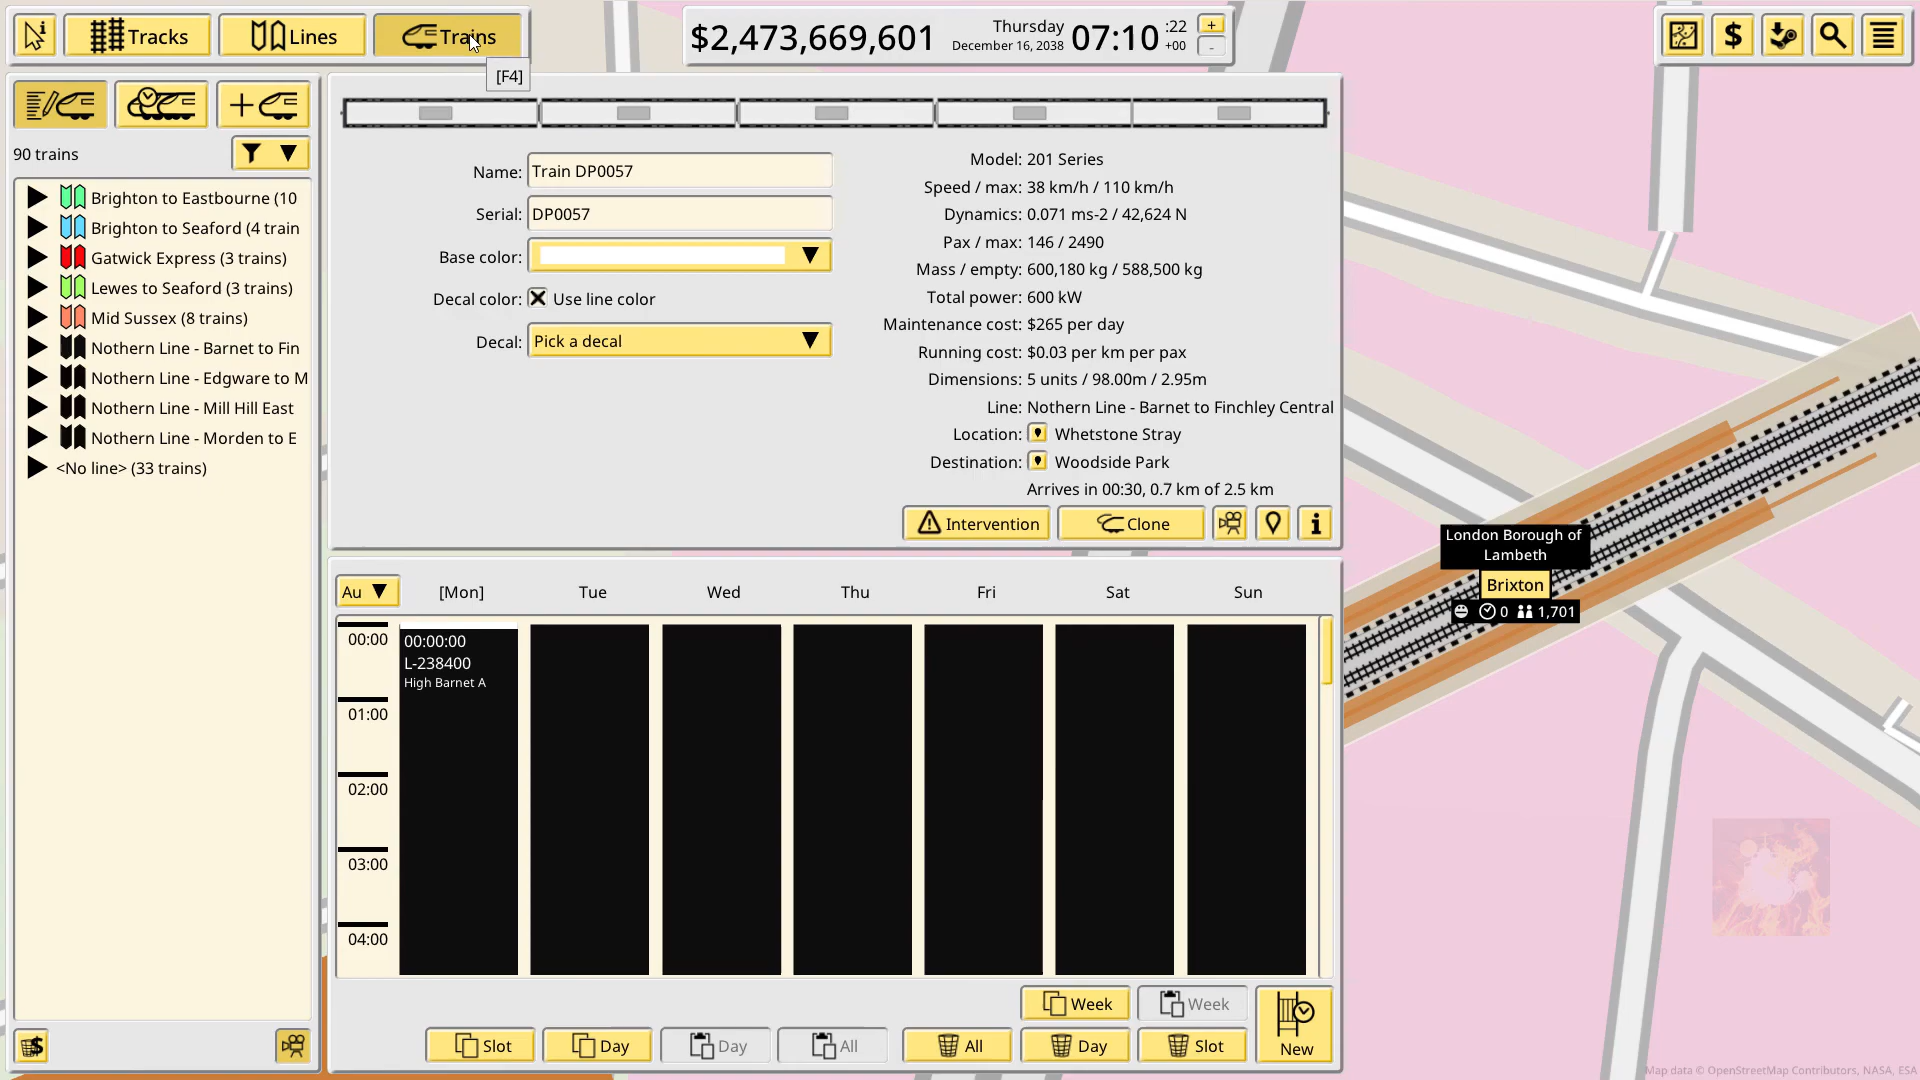 Tracks
Lines
Trains
[F4]
$2,473,669,601
Thursday
December 16, 2038
07:10
:22
+00
+
-
$
90 trains
Brighton to Eastbourne (10
Brighton to Seaford (4 train
Gatwick Express (3 trains)
Lewes to Seaford (3 trains)
Mid Sussex (8 trains)
Nothern Line - Barnet to Fin
Nothern Line - Edgware to M
Nothern Line - Mill Hill East
Nothern Line - Morden to E
<No line> (33 trains)
Name: Train DP0057
Serial: DP0057
Base color:
Decal color: Use line color
Decal: Pick a decal
Model: 201 Series
Speed / max: 38 km/h / 110 km/h
Dynamics: 0.071 ms-2 / 42,624 N
Pax / max: 146 / 2490
Mass / empty: 600,180 kg / 588,500 kg
Total power: 600 kW
Maintenance cost: $265 per day
Running cost: $0.03 per km per pax
Dimensions: 5 units / 98.00m / 2.95m
Line: Nothern Line - Barnet to Finchley Central
Location: Whetstone Stray
Destination: Woodside Park
Arrives in 00:30, 0.7 km of 2.5 km
Intervention
Clone
i
Au
[Mon] Tue Wed Thu Fri Sat Sun
00:00
01:00
02:00
03:00
04:00
00:00:00
L-238400
High Barnet A
Week
Week
New
Slot
Day
Day
All
All
Day
Slot
London Borough of
Lambeth
Brixton
0 1,701
Map data © OpenStreetMap Contributors, NASA, ESA